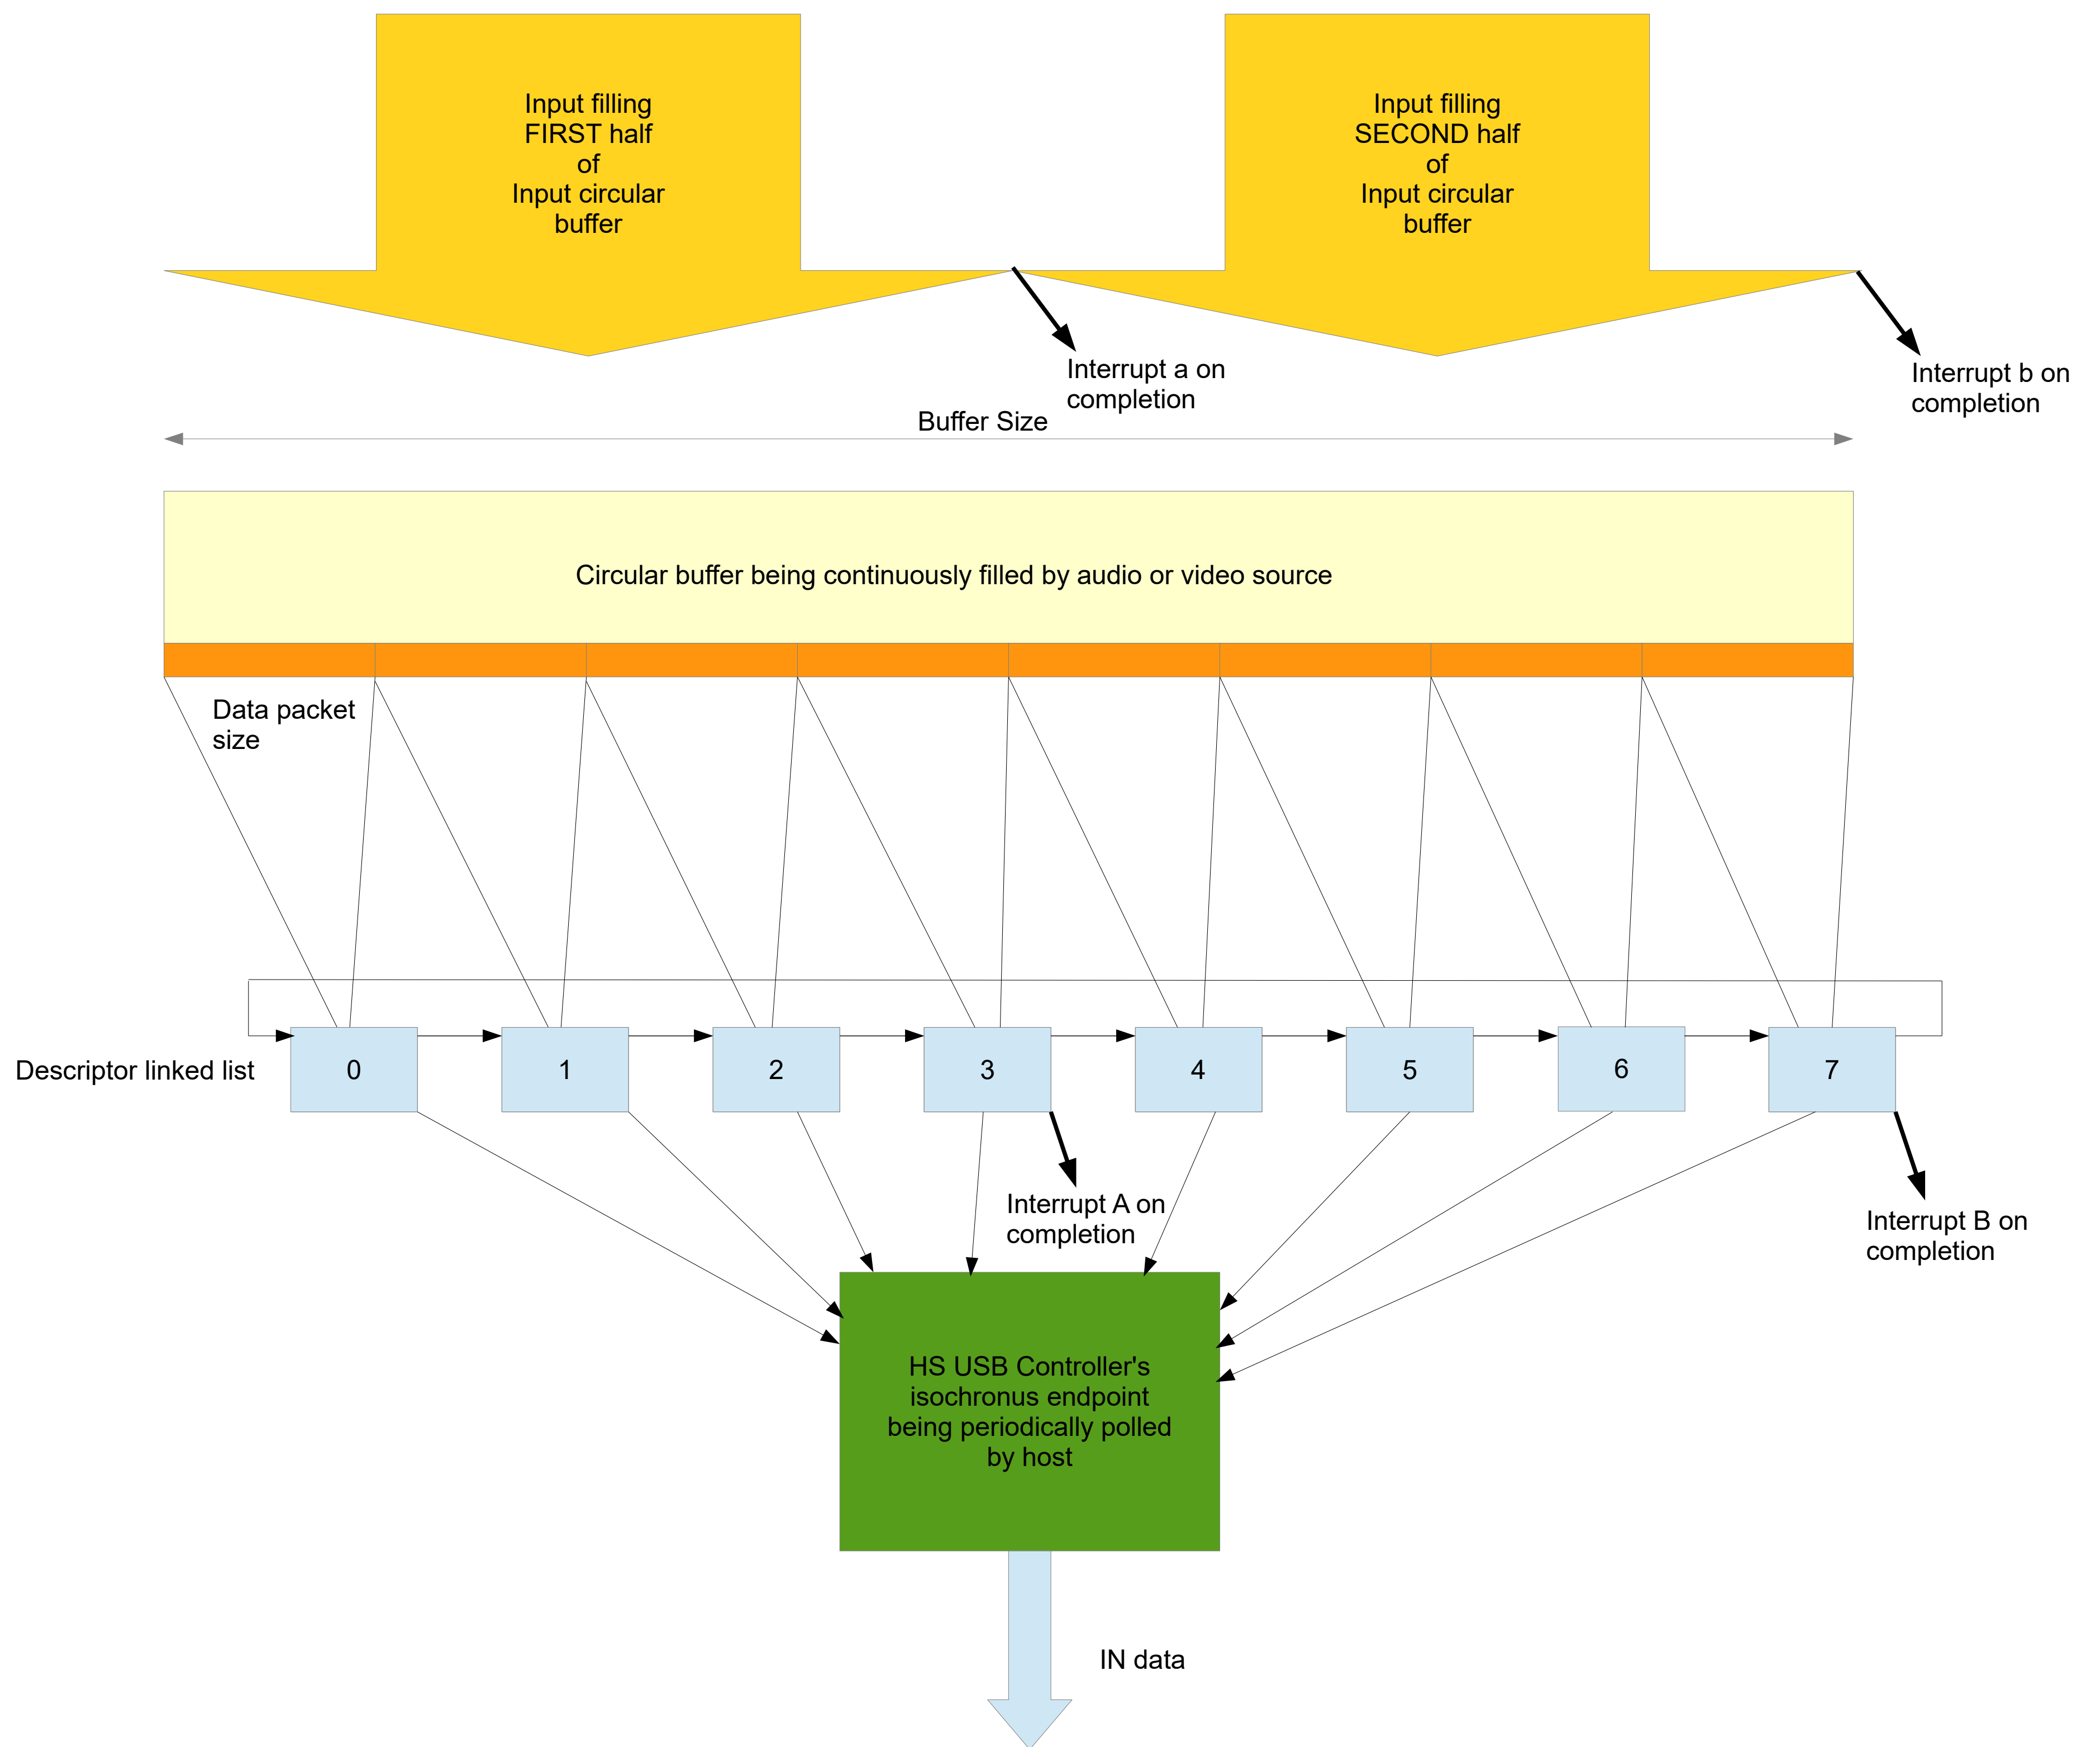 Input filling
FIRST half
of
Input circular
buffer
Input filling
SECOND half
of
Input circular
buffer
Interrupt a on
completion
Interrupt b on
completion
Buffer Size
Circular buffer being continuously filled by audio or video source
Data packet
size
Descriptor linked list
0
1
2
3
4
5
6
7
Interrupt A on
completion
Interrupt B on
completion
HS USB Controller's
isochronus endpoint
being periodically polled
by host
IN data